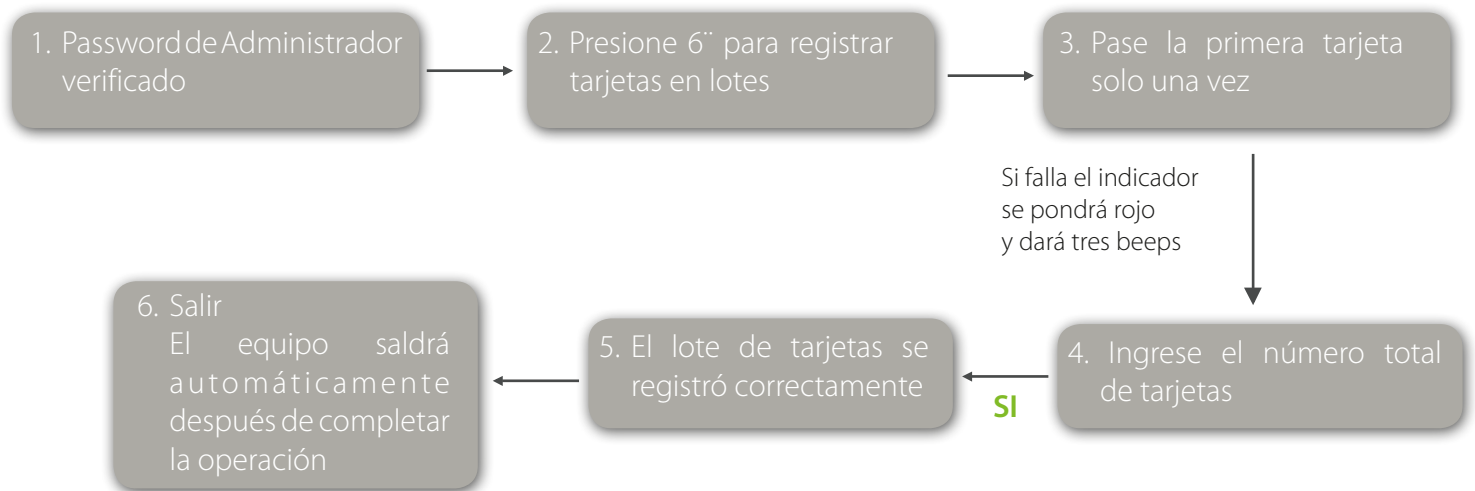 1. Password de Administrador
verificado
2. Presione 6¨ para registrar
tarjetas en lotes
3. Pase la primera tarjeta
solo una vez
Si falla el indicador
se pondrá rojo
y dará tres beeps
4. Ingrese el número total
de tarjetas
SI
5. El lote de tarjetas se
registró correctamente
6. Salir
El equipo saldrá
automáticamente
después de completar
la operación